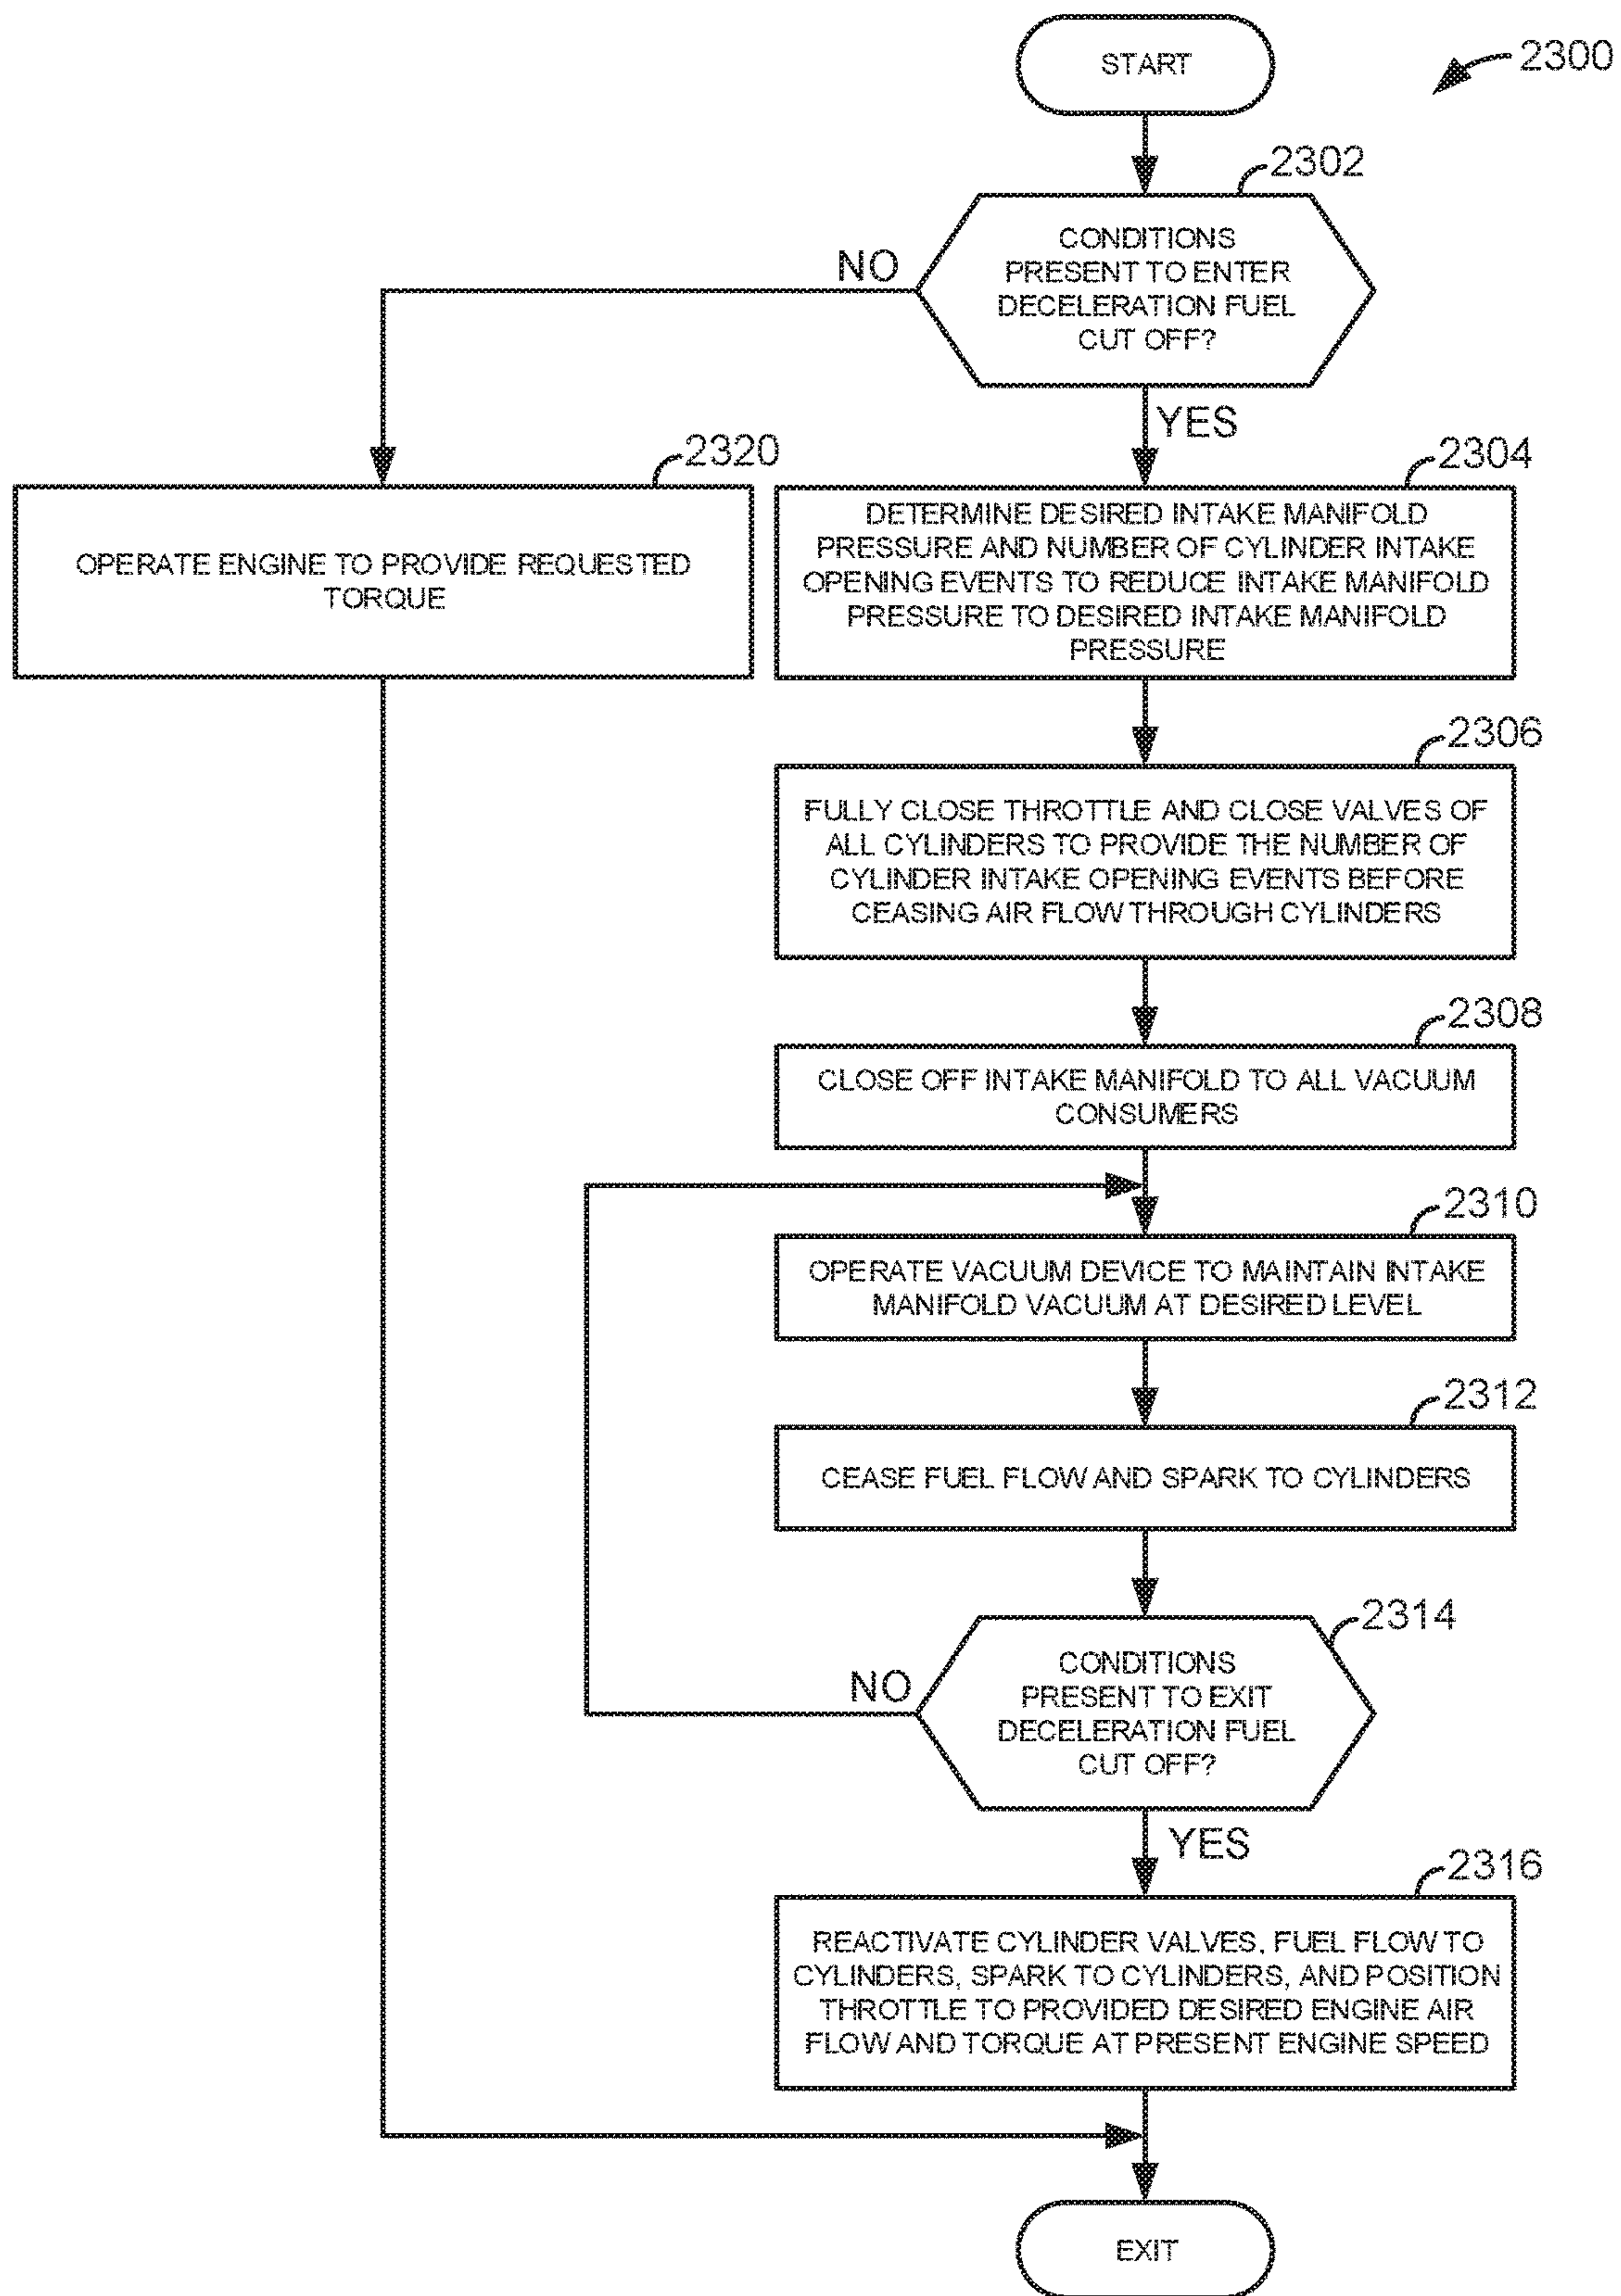 START
2300
2302
CONDITIONS
PRESENT TO ENTER
DECELERATION FUEL
CUT OFF?
NO
YES
2320
OPERATE ENGINE TO PROVIDE REQUESTED
TORQUE
2304
DETERMINE DESIRED INTAKE MANIFOLD
PRESSURE AND NUMBER OF CYLINDER INTAKE
OPENING EVENTS TO REDUCE INTAKE MANIFOLD
PRESSURE TO DESIRED INTAKE MANIFOLD
PRESSURE
2306
FULLY CLOSE THROTTLE AND CLOSE VALVES OF
ALL CYLINDERS TO PROVIDE THE NUMBER OF
CYLINDER INTAKE OPENING EVENTS BEFORE
CEASING AIR FLOW THROUGH CYLINDERS
2308
CLOSE OFF INTAKE MANIFOLD TO ALL VACUUM
CONSUMERS
2310
OPERATE VACUUM DEVICE TO MAINTAIN INTAKE
MANIFOLD VACUUM AT DESIRED LEVEL
2312
CEASE FUEL FLOW AND SPARK TO CYLINDERS
2314
CONDITIONS
PRESENT TO EXIT
DECELERATION FUEL
CUT OFF?
NO
YES
2316
REACTIVATE CYLINDER VALVES, FUEL FLOW TO
CYLINDERS, SPARK TO CYLINDERS, AND POSITION
THROTTLE TO PROVIDED DESIRED ENGINE AIR
FLOW AND TORQUE AT PRESENT ENGINE SPEED
EXIT